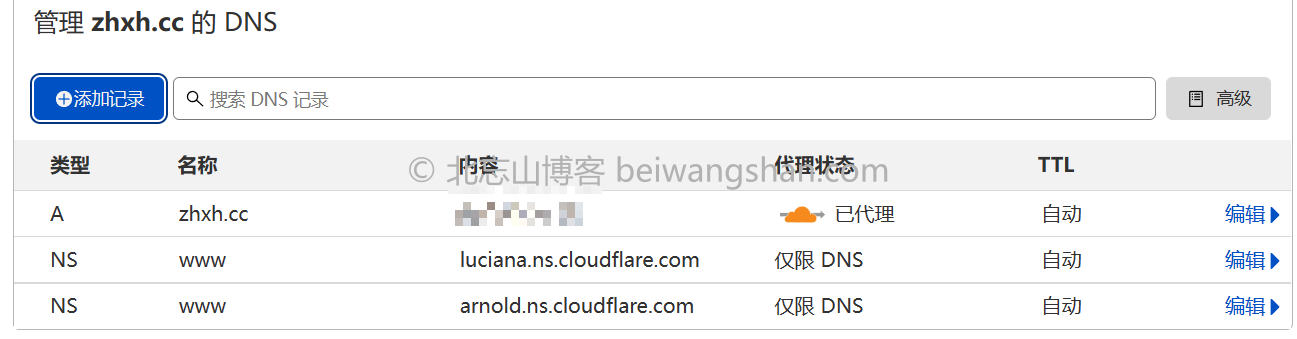 管理 zhxh.cc 的 DNS
添加记录 搜索 DNS 记录 高级
类型 名称 内容 代理状态 TTL
© 北忘山博客 beiwangshan.com
A zhxh.cc 已代理 自动 编辑
NS www luciana.ns.cloudflare.com 仅限 DNS 自动 编辑
NS www arnold.ns.cloudflare.com 仅限 DNS 自动 编辑